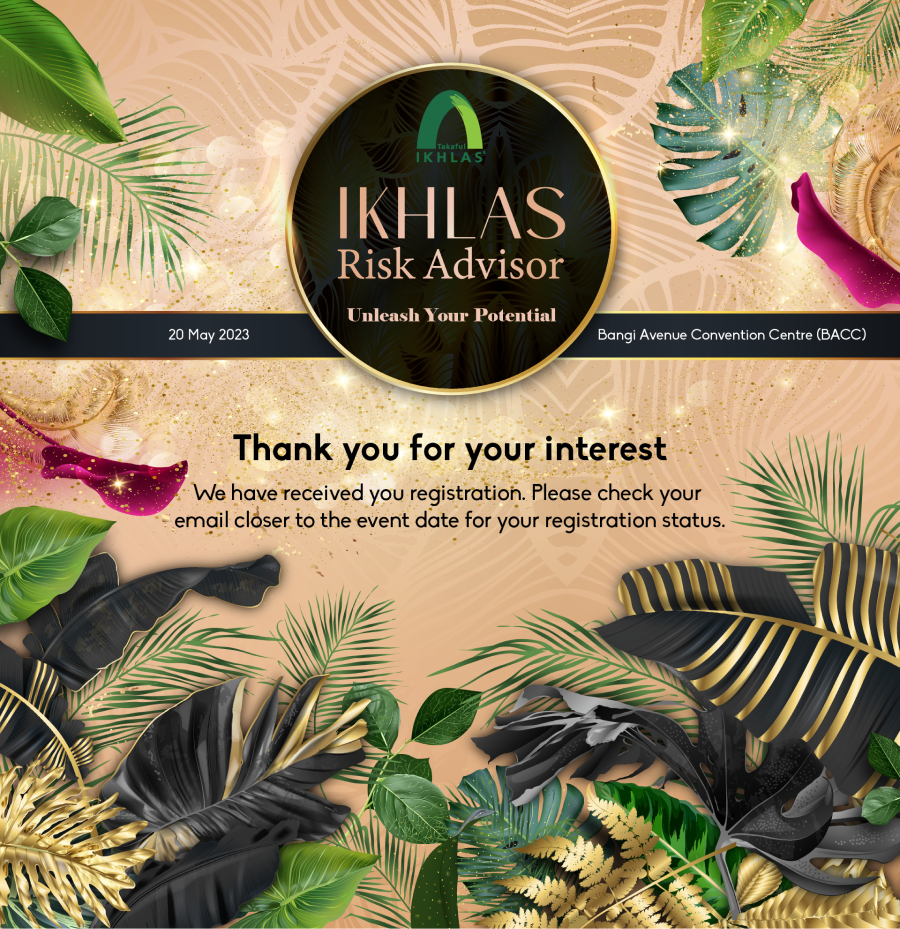 Takaful
IKHLAS
IKHLAS
Risk Advisor
Unleash Your Potential
20 May 2023
Bangi Avenue Convention Centre (BACC)
Thank you for your interest
We have received you registration. Please check your
email closer to the event date for your registration status.